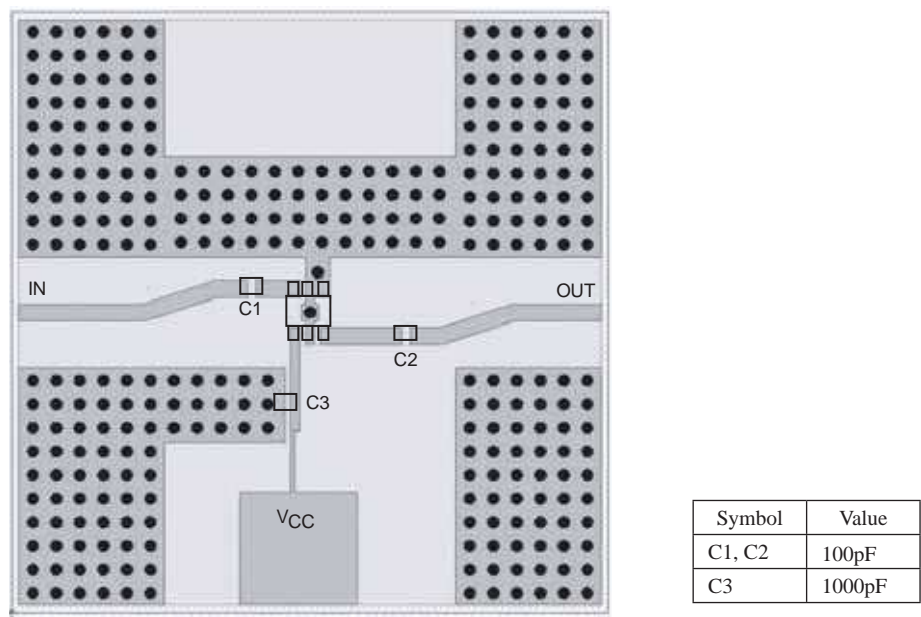 IN
OUT
C1
C2
C3
VCC
Symbol Value
C1, C2 100pF
C3 1000pF